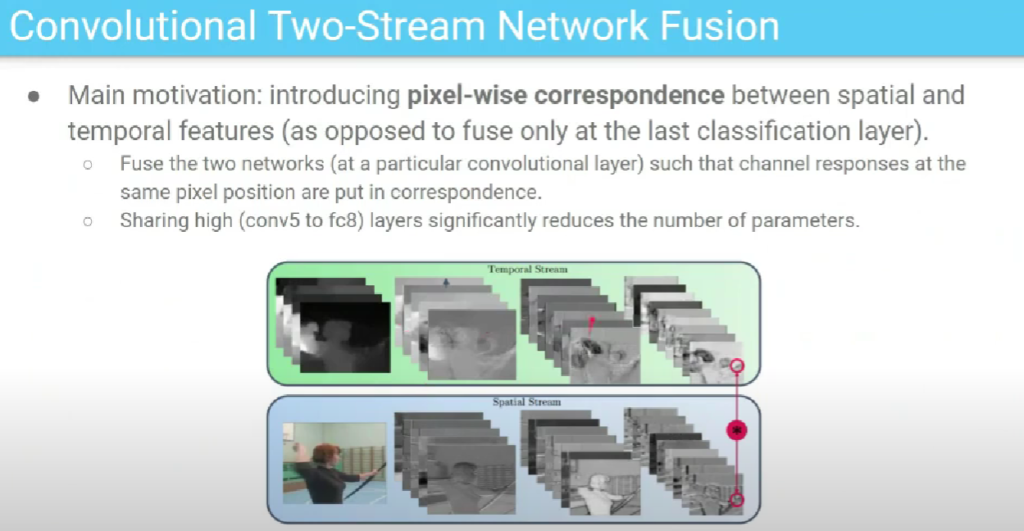 Convolutional Two-Stream Network Fusion
● Main motivation: introducing pixel-wise correspondence between spatial and
temporal features (as opposed to fuse only at the last classification layer).
○ Fuse the two networks (at a particular convolutional layer) such that channel responses at the
same pixel position are put in correspondence.
○ Sharing high (conv5 to fc8) layers significantly reduces the number of parameters.
Temporal Stream
*
Spatial Stream